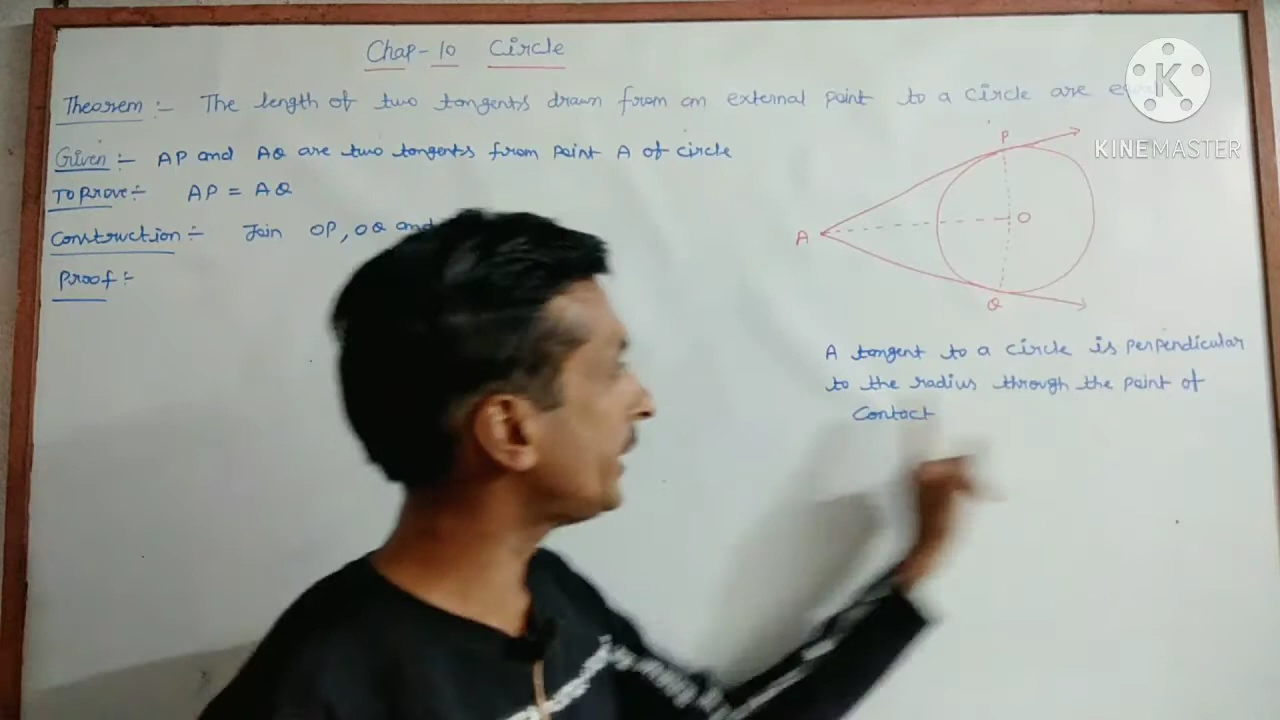 Chap-10 Circle
Theorem:- The length of two tangents drawn from an external point to a circle are
Given:- AP and AQ are two tangents from point A of circle
To Prove:- AP = AQ
Construction:- Join OP, OQ and
Proof:-
P
A
O
Q
A tangent to a circle is perpendicular
to the radius through the point of
Contact
K
KINEMASTER